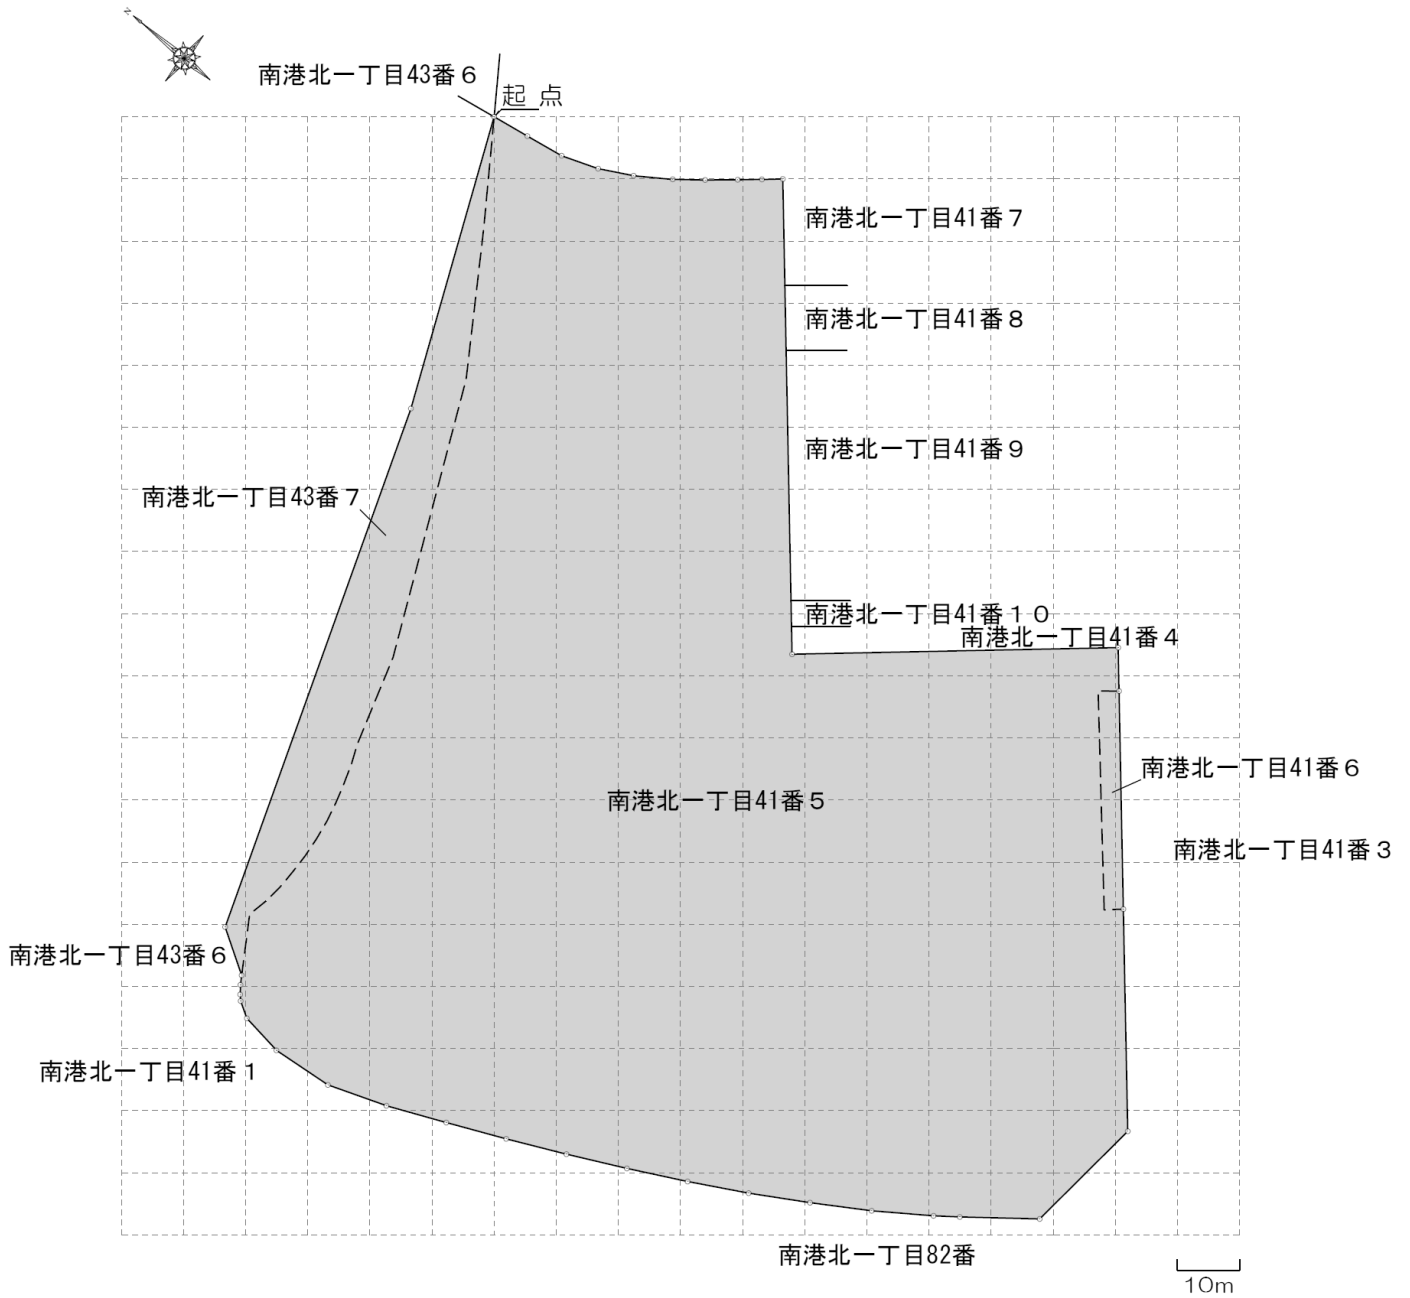 N
南港北一丁目43番６
起 点
南港北一丁目41番７
南港北一丁目41番８
南港北一丁目41番９
南港北一丁目43番７
南港北一丁目41番１０
南港北一丁目41番４
南港北一丁目41番６
南港北一丁目41番５
南港北一丁目41番３
南港北一丁目43番６
南港北一丁目41番１
南港北一丁目82番
10m